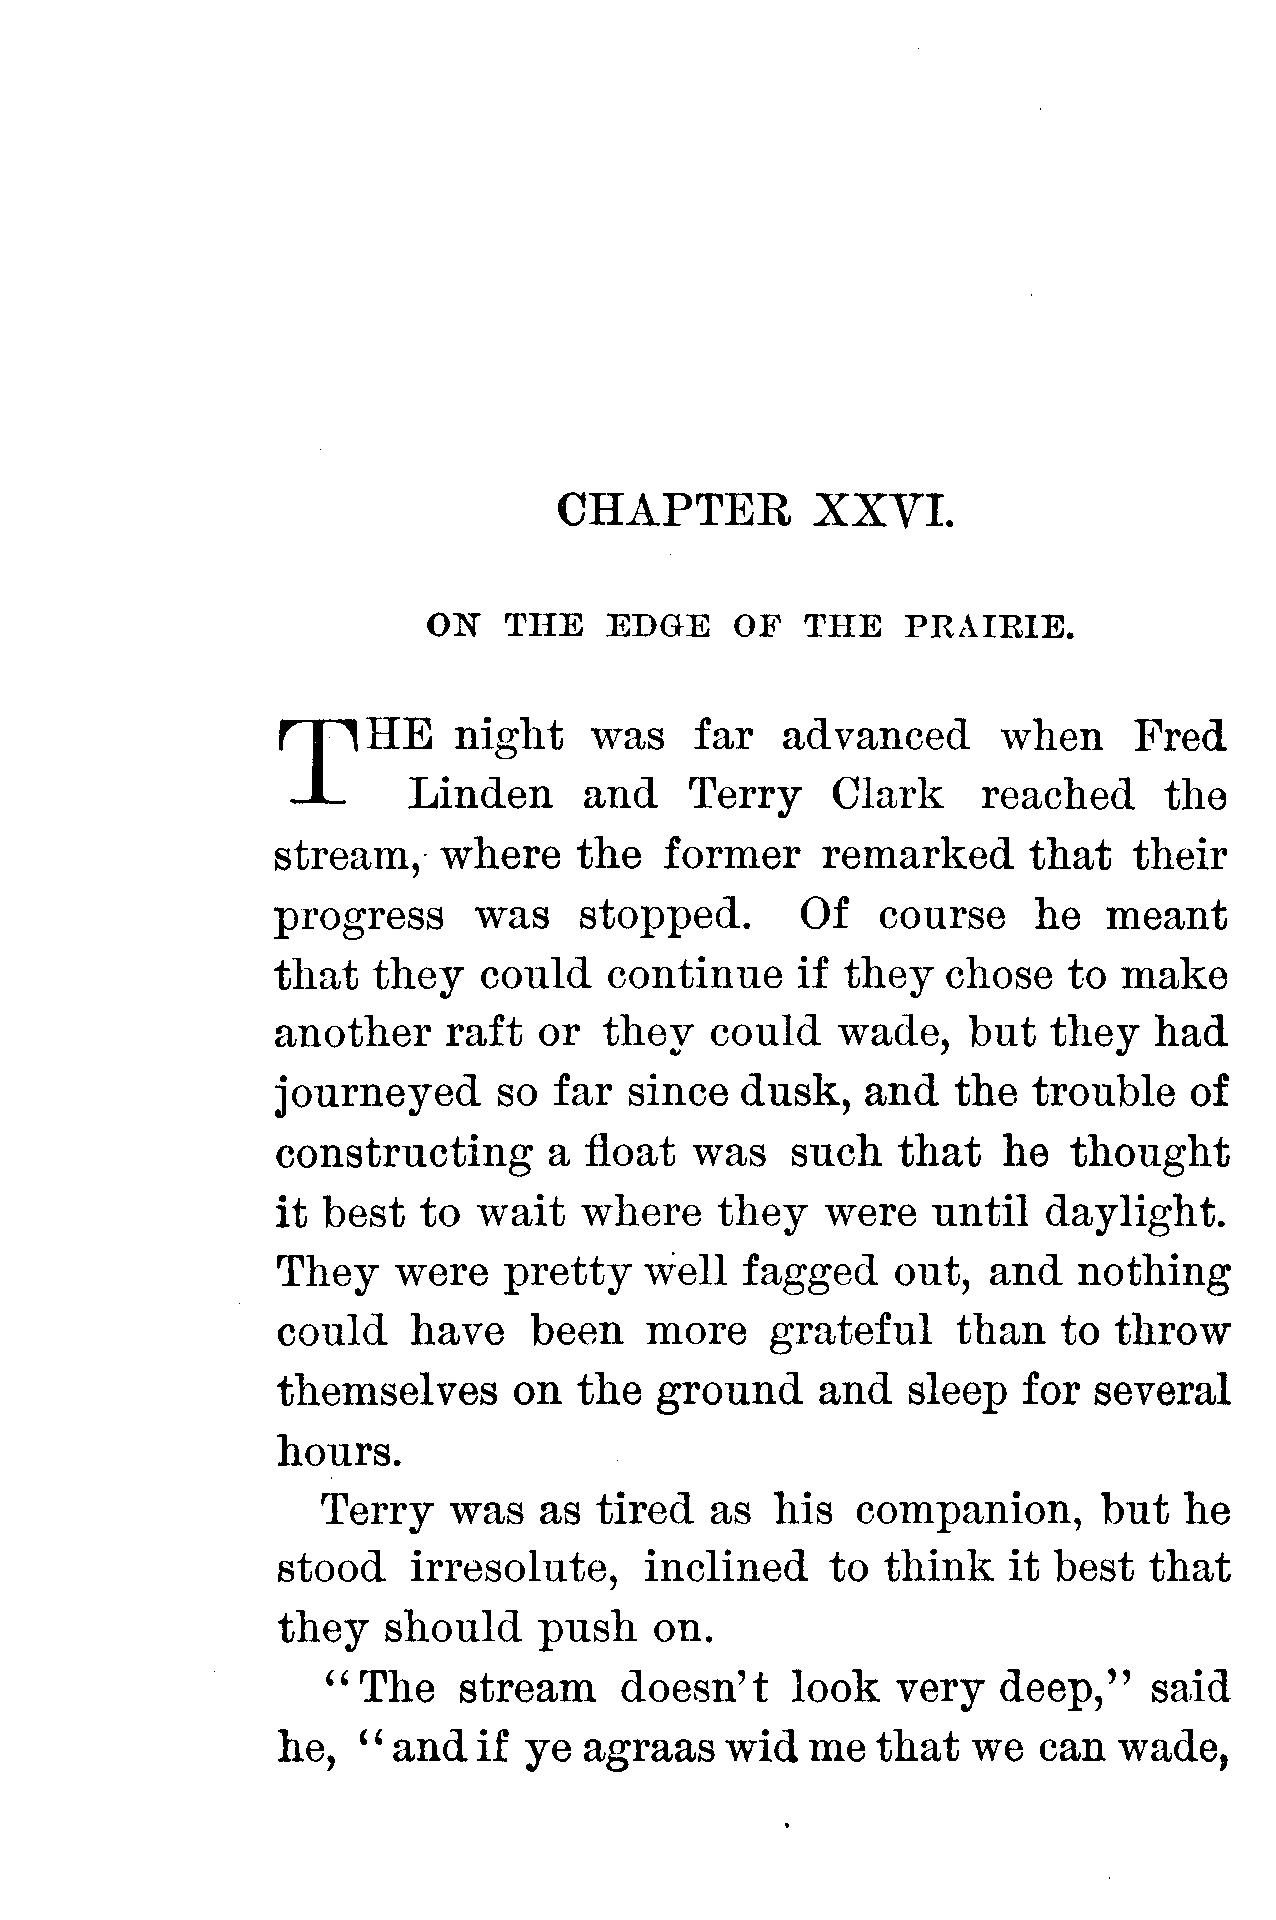 CHAPTER XXVI.
ON THE EDGE OF THE PRAIRIE.
THE night was far advanced when Fred
Linden and Terry Clark reached the
stream, where the former remarked that their
progress was stopped. Of course he meant
that they could continue if they chose to make
another raft or they could wade, but they had
journeyed so far since dusk, and the trouble of
constructing a float was such that he thought
it best to wait where they were until daylight.
They were pretty well fagged out, and nothing
could have been more grateful than to throw
themselves on the ground and sleep for several
hours.
Terry was as tired as his companion, but he
stood irresolute, inclined to think it best that
they should push on.
“The stream doesn’t look very deep,” said
he, “and if ye agraas wid me that we can wade,